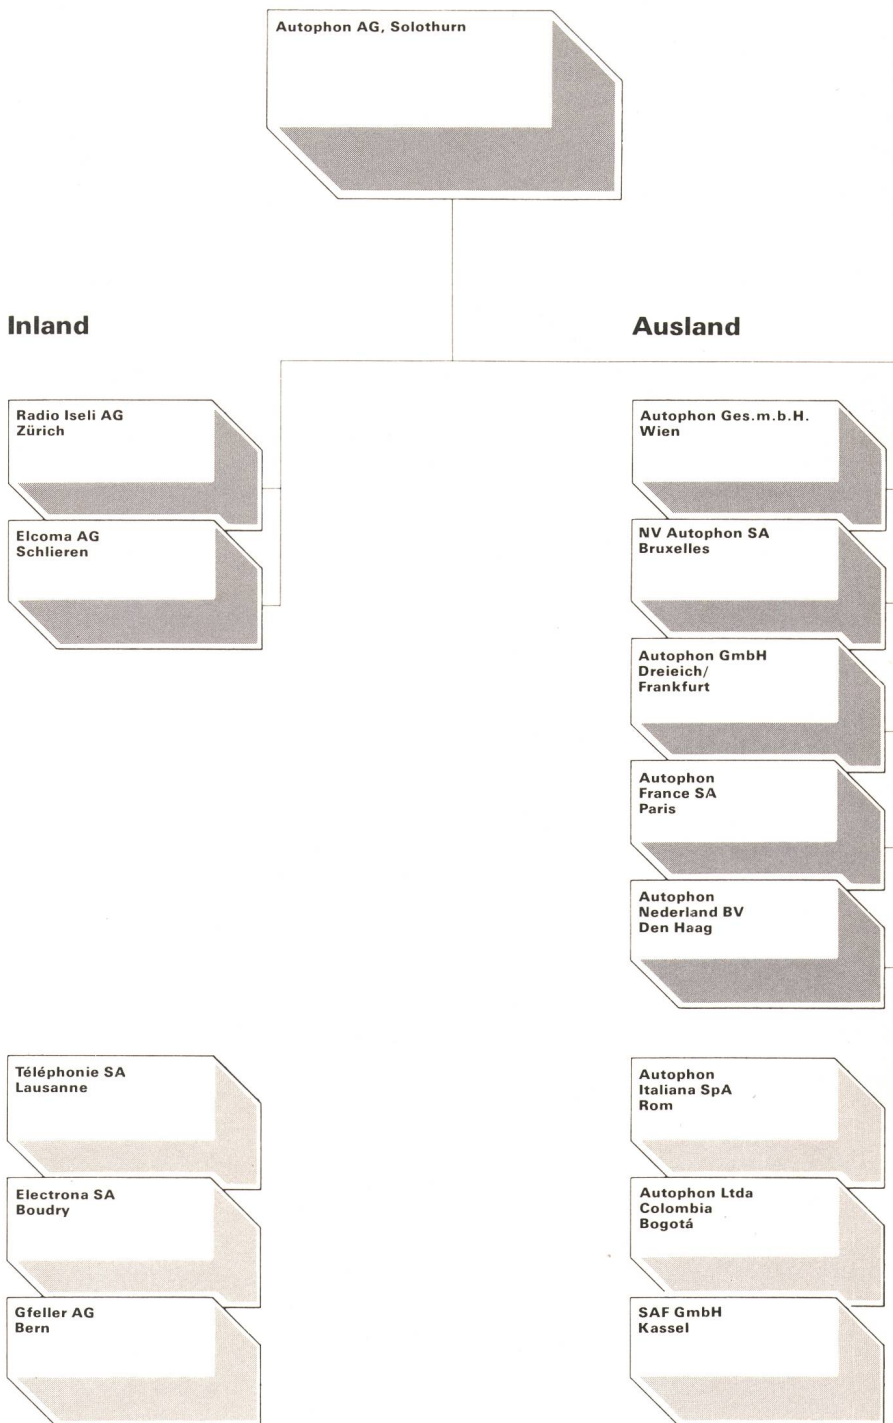 Autophon AG, Solothurn
Inland
Radio Iseli AG
Zürich
Elcoma AG
Schlieren
Téléphonie SA
Lausanne
Electrona SA
Boudry
Gfeller AG
Bern
Ausland
Autophon Ges.m.b.H.
Wien
NV Autophon SA
Bruxelles
Autophon GmbH
Dreieich/
Frankfurt
Autophon
France SA
Paris
Autophon
Nederland BV
Den Haag
Autophon
Italiana SpA
Rom
Autophon Ltda
Colombia
Bogotá
SAF GmbH
Kassel